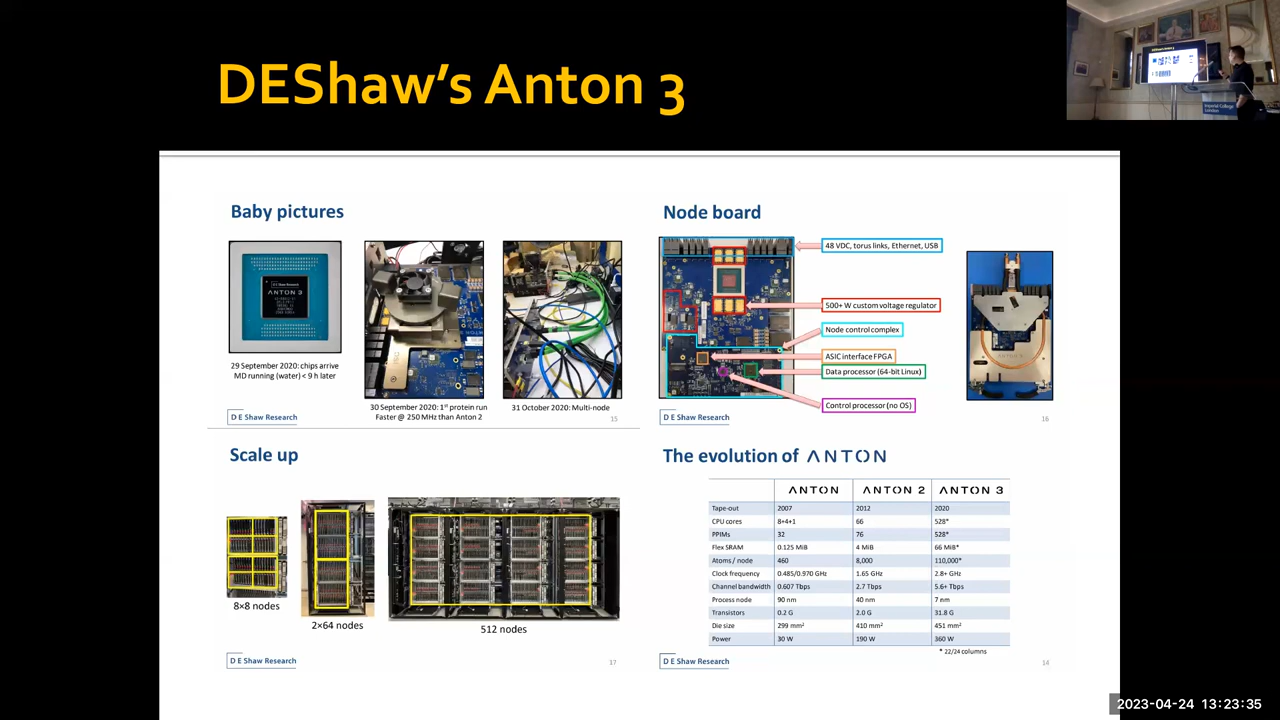 DEShaw's Anton 3
Imperial College
London
Baby pictures
ANTON 3
29 September 2020: chips arrive
MD running (water) < 9 h later
30 September 2020: 1st protein run
Faster @ 250 MHz than Anton 2
31 October 2020: Multi-node
D E Shaw Research
15
Node board
48 VDC, torus links, Ethernet, USB
500+ W custom voltage regulator
Node control complex
ASIC interface FPGA
Data processor (64-bit Linux)
Control processor (no OS)
D E Shaw Research
16
Scale up
8×8 nodes
2×64 nodes
512 nodes
D E Shaw Research
17
The evolution of ANTON
ANTON ANTON 2 ANTON 3
Tape-out 2007 2012 2020
CPU cores 8+4+1 66 528*
PPIMs 32 76 528*
Flex SRAM 0.125 MiB 4 MiB 66 MiB*
Atoms / node 460 8,000 110,000*
Clock frequency 0.485/0.970 GHz 1.65 GHz 2.8+ GHz
Channel bandwidth 0.607 Tbps 2.7 Tbps 5.6+ Tbps
Process node 90 nm 40 nm 7 nm
Transistors 0.2 G 2.0 G 31.8 G
Die size 299 mm² 410 mm² 451 mm²
Power 30 W 190 W 360 W
* 22/24 columns
D E Shaw Research
14
2023-04-24 13:23:35